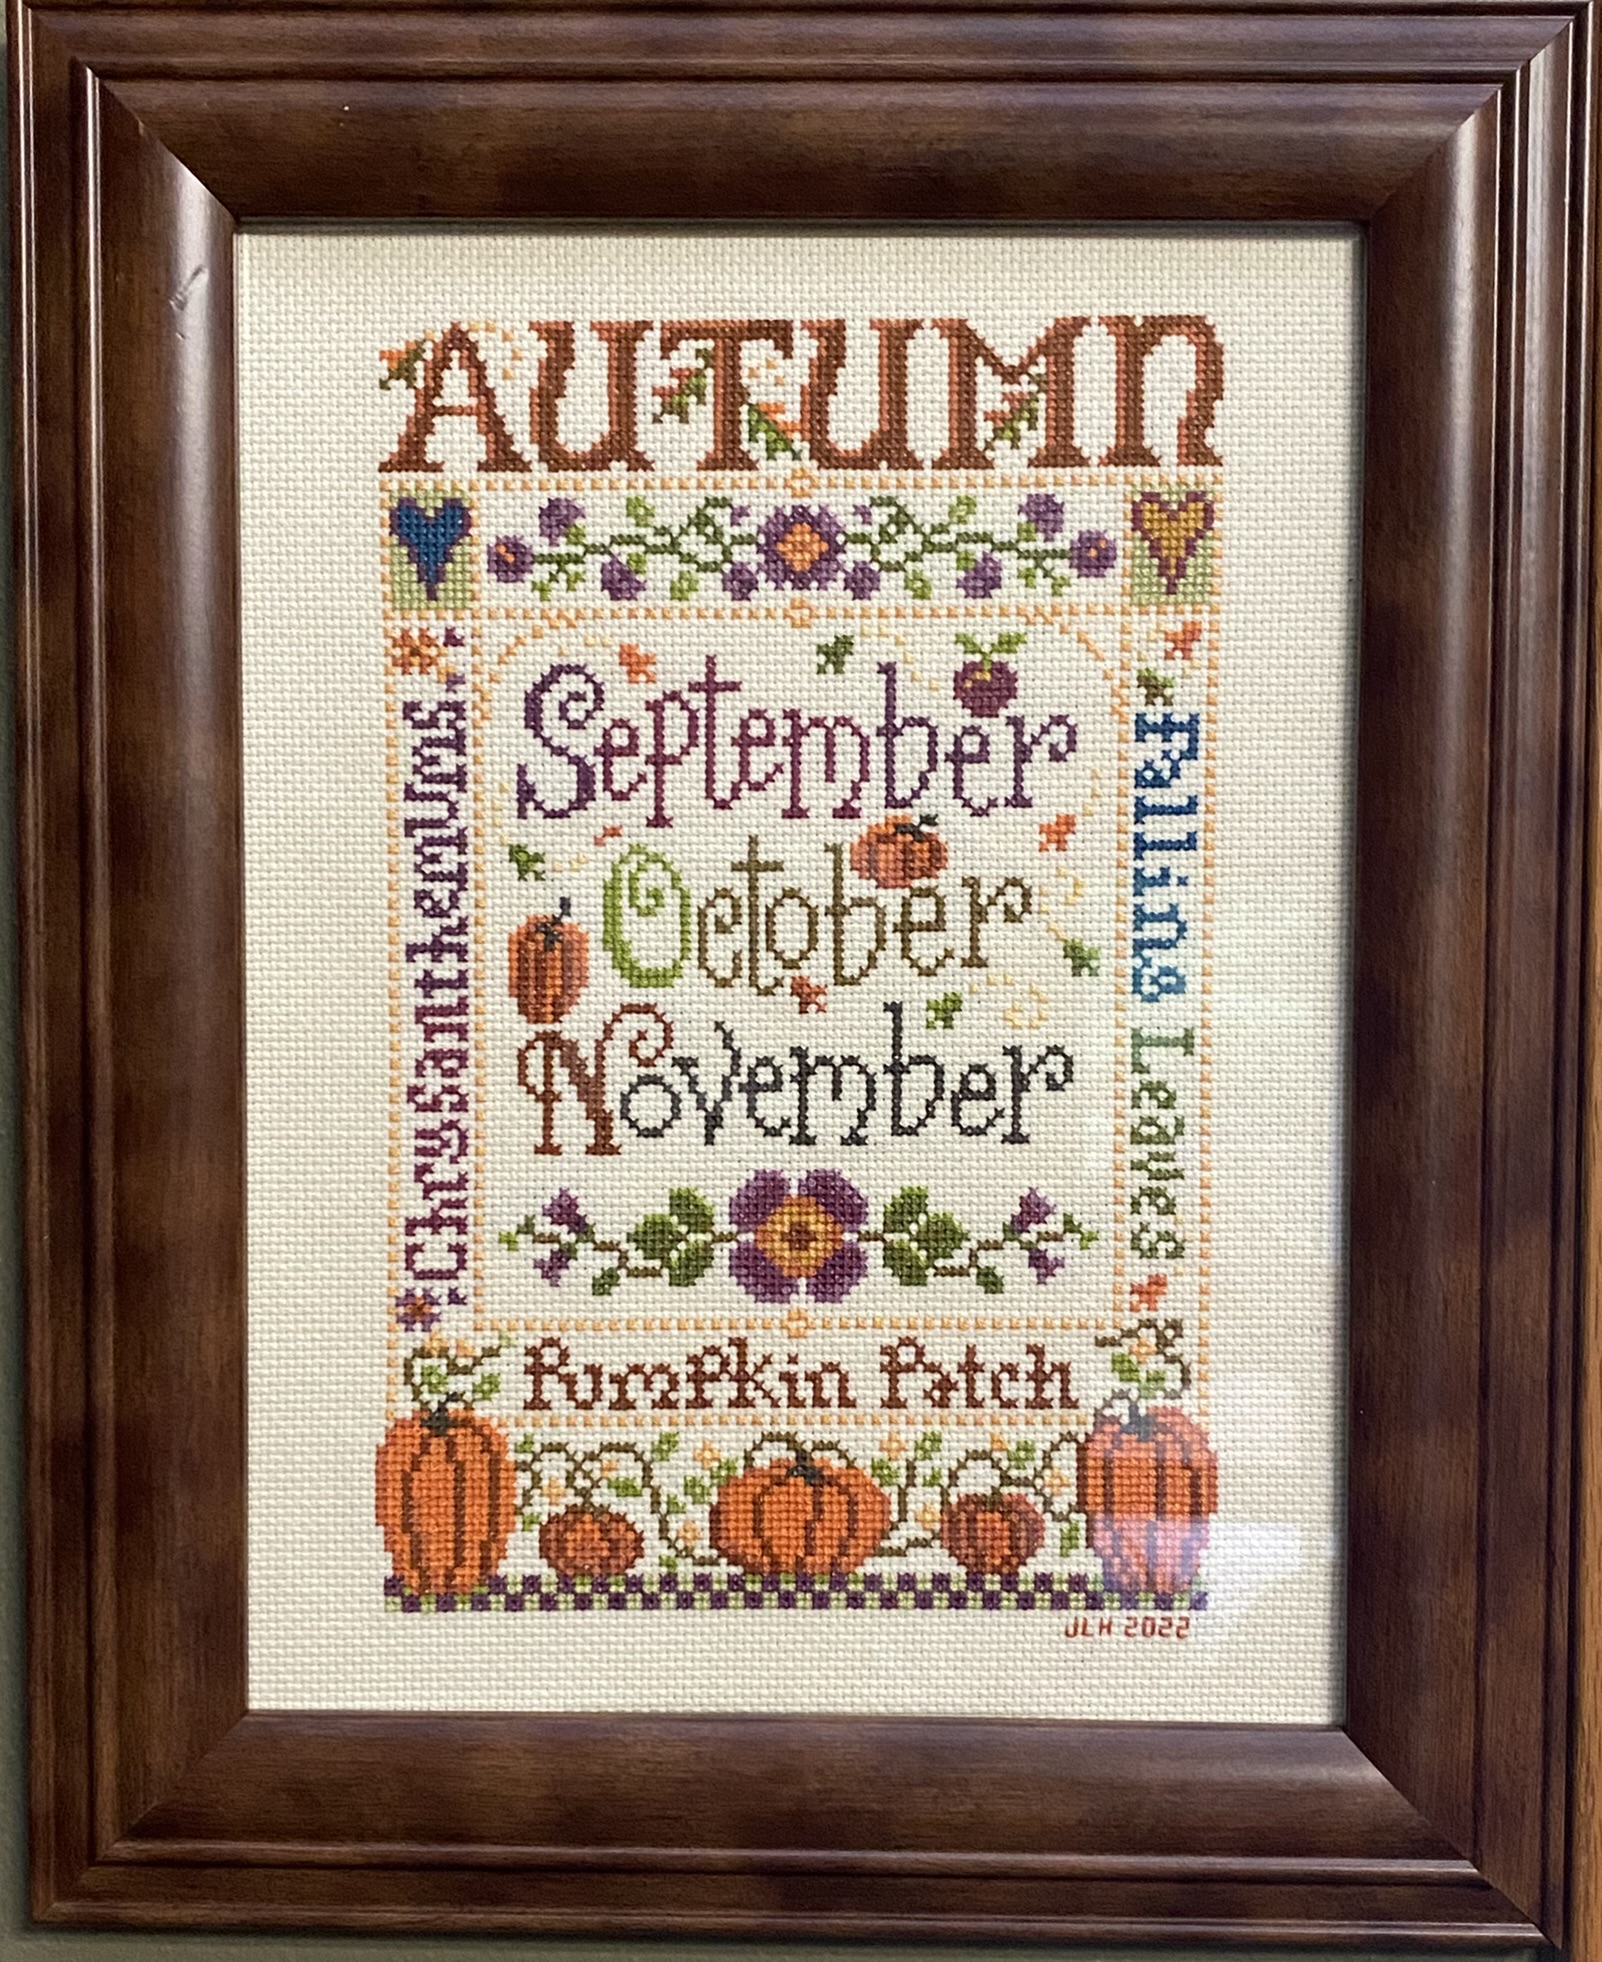 AUTUMN
Chrysanthemums
September
October
November
Falling Leaves
Pumpkin Patch
JLH 2022